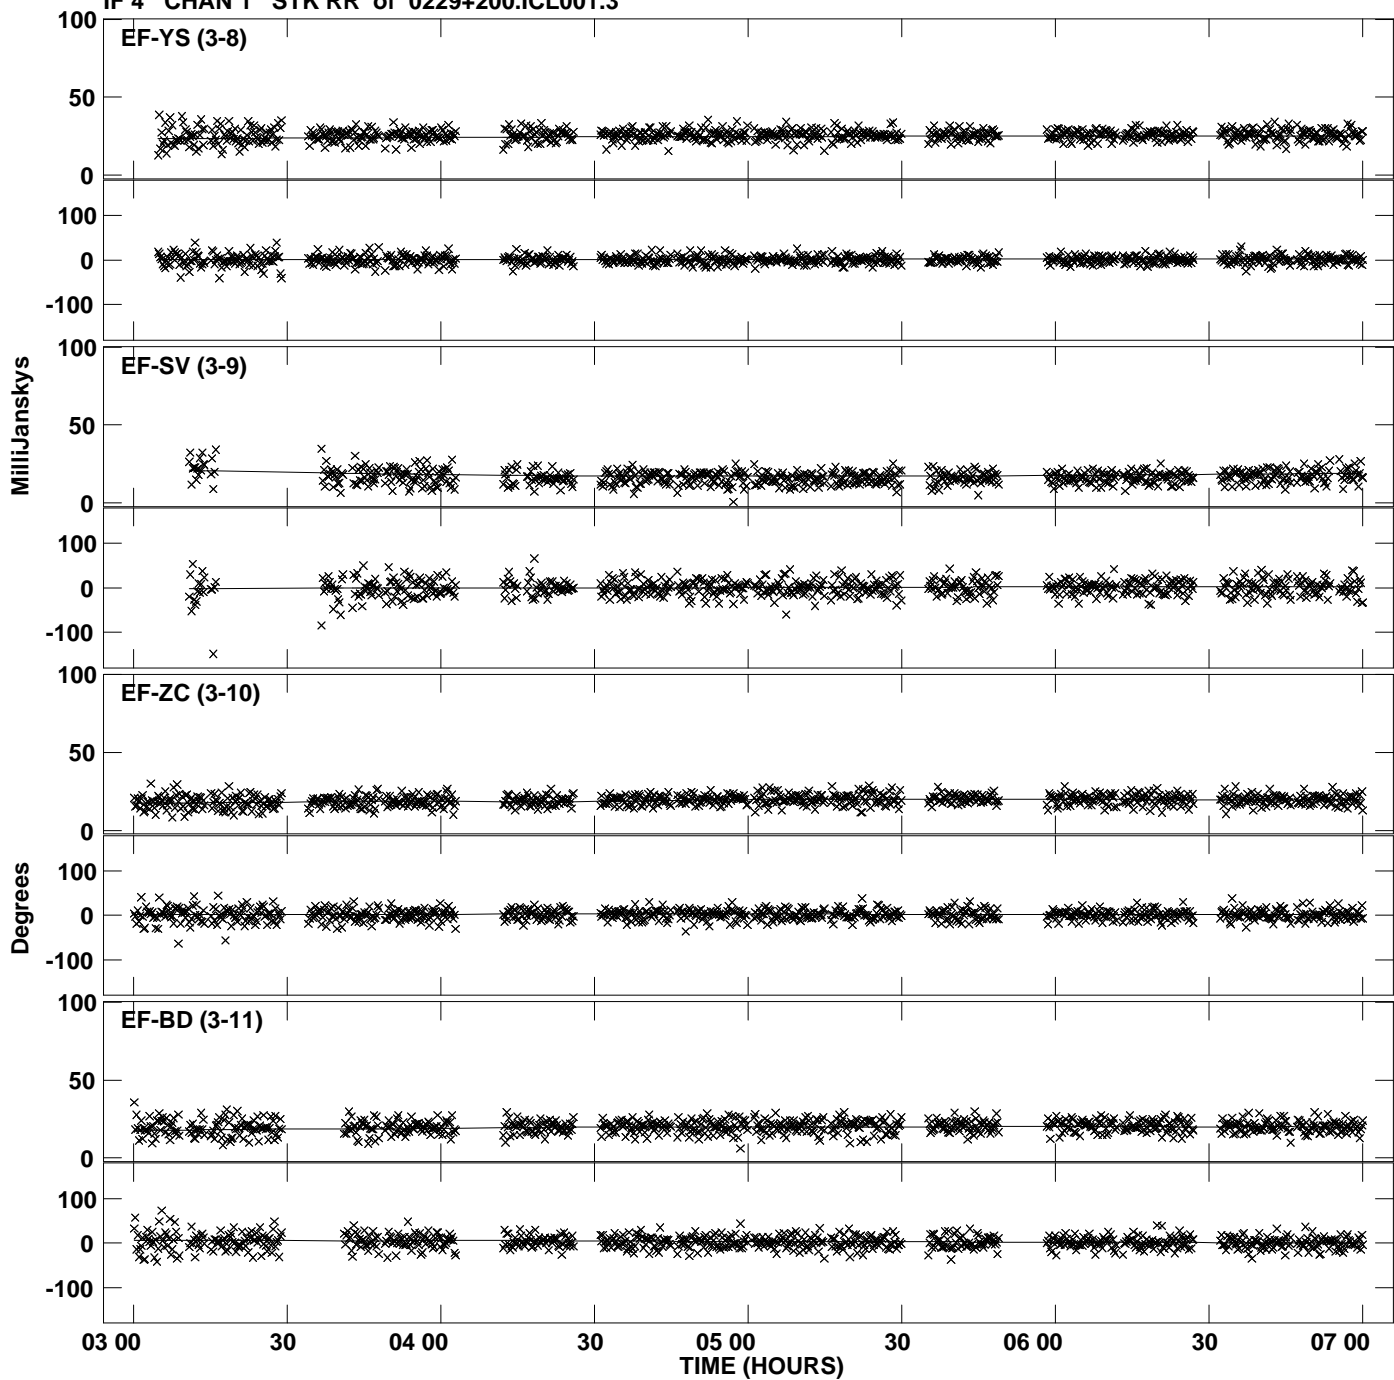 IF 4 CHAN 1 STK RR of 0229+200.ICL001.3
100
EF-YS (3-8)
50
0
100
0
-100
100
EF-SV (3-9)
MilliJanskys
50
0
100
0
-100
100
EF-ZC (3-10)
50
0
Degrees
100
0
-100
100
EF-BD (3-11)
50
0
100
0
-100
03 00 30 04 00 30 05 00 30 06 00 30 07 00
TIME (HOURS)